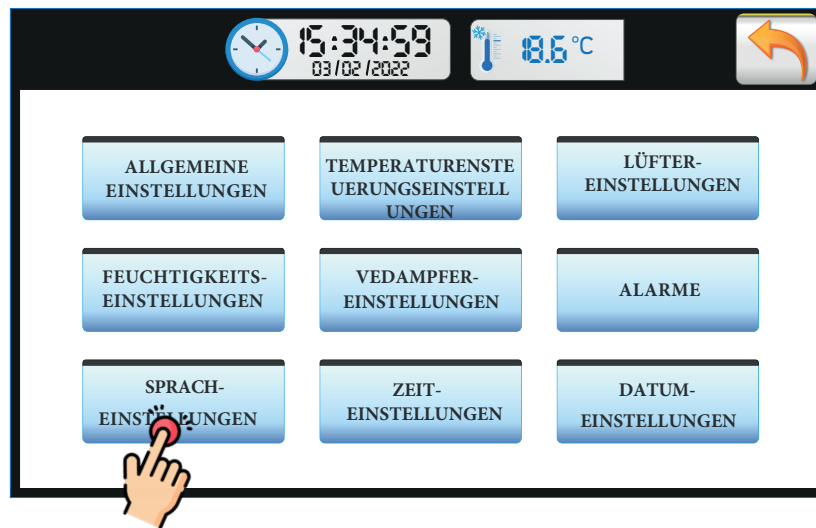 15:34:59
03/02/2022
18.6 °C
ALLGEMEINE
EINSTELLUNGEN
TEMPERATURENSTE
UERUNGSEINSTELL
UNGEN
LÜFTER-
EINSTELLUNGEN
FEUCHTIGKEITS-
EINSTELLUNGEN
VEDAMPFER-
EINSTELLUNGEN
ALARME
SPRACH-
EINSTELLUNGEN
ZEIT-
EINSTELLUNGEN
DATUM-
EINSTELLUNGEN